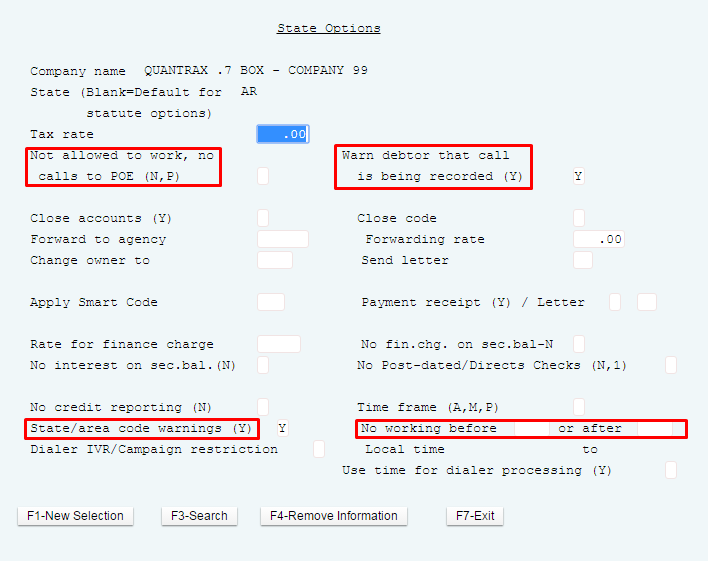 State Options
Company name QUANTRAX .7 BOX - COMPANY 99
State (Blank=Default for AR
statute options)
Tax rate .00
Not allowed to work, no Warn debtor that call
calls to POE (N,P) is being recorded (Y) Y
Close accounts (Y) Close code
Forward to agency Forwarding rate .00
Change owner to Send letter
Apply Smart Code Payment receipt (Y) / Letter
Rate for finance charge No fin.chg. on sec.bal-N
No interest on sec.bal.(N) No Post-dated/Directs Checks (N,1)
No credit reporting (N) Time frame (A,M,P)
State/area code warnings (Y) Y No working before or after
Dialer IVR/Campaign restriction Local time to
Use time for dialer processing (Y)
F1-New Selection F3-Search F4-Remove Information F7-Exit